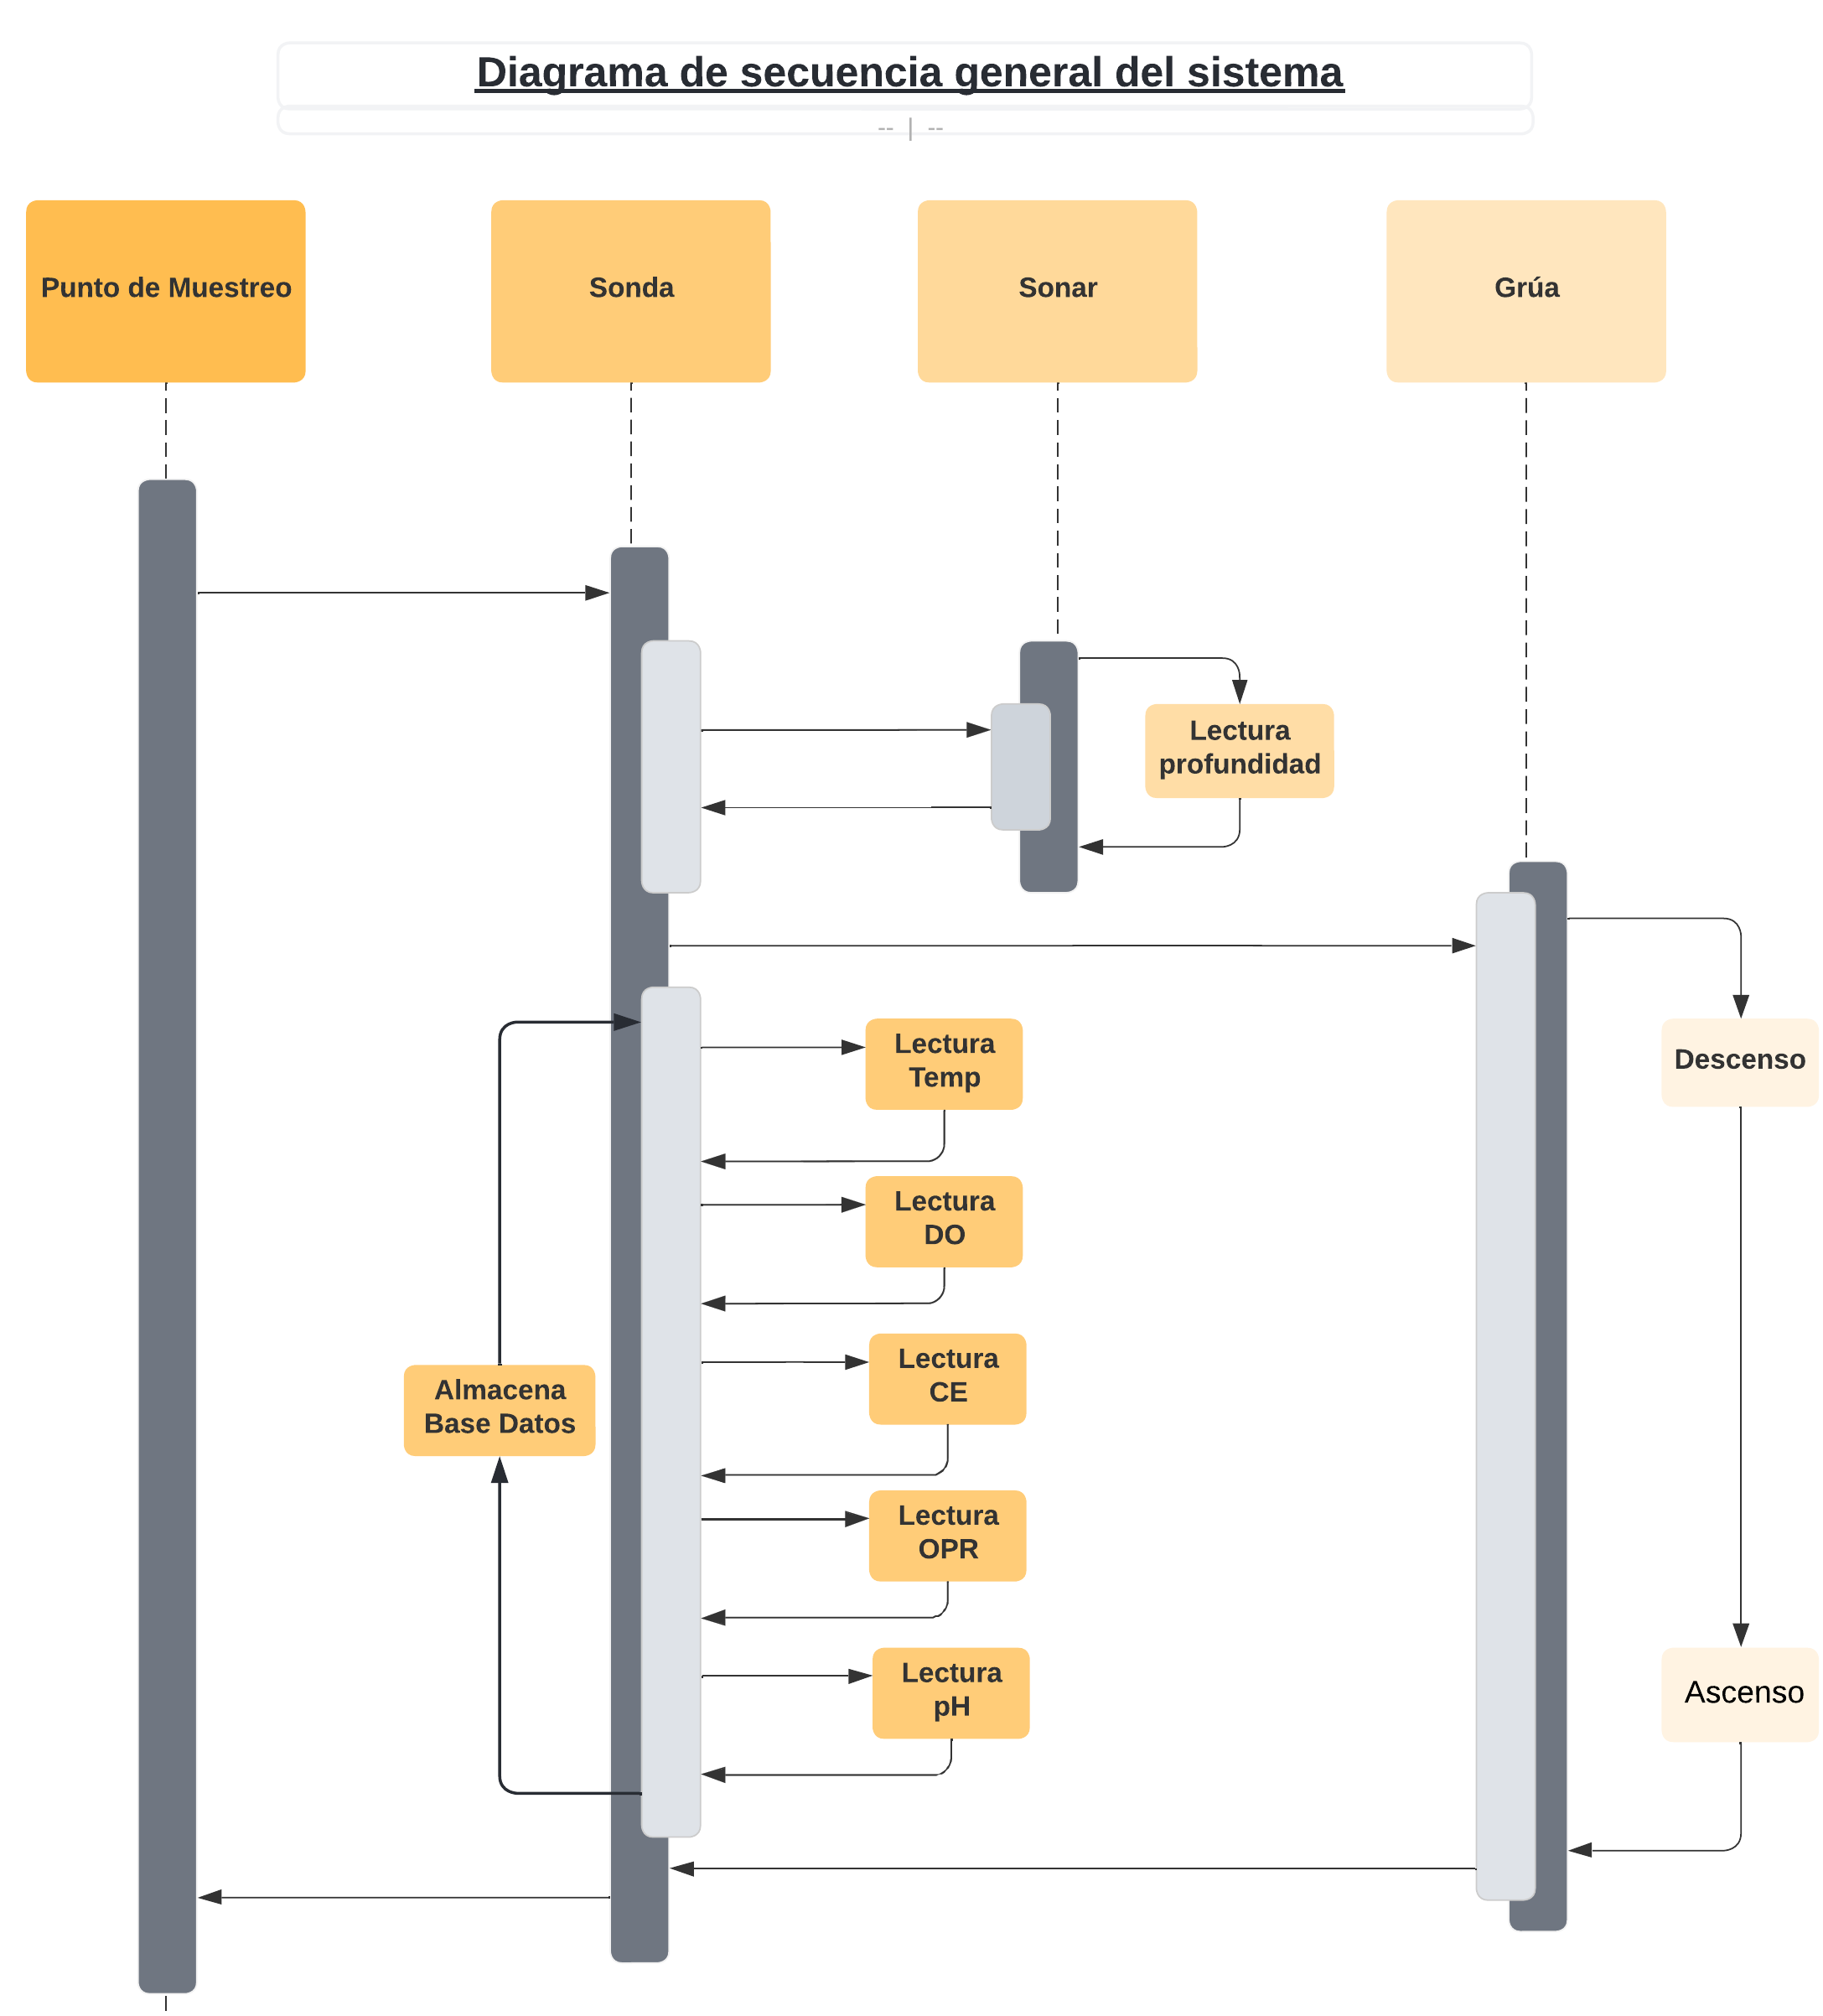 Diagrama de secuencia general del sistema
-- | --
Punto de Muestreo
Sonda
Sonar
Grúa
Lectura
profundidad
Lectura
Temp
Descenso
Lectura
DO
Lectura
CE
Almacena
Base Datos
Lectura
OPR
Lectura
pH
Ascenso